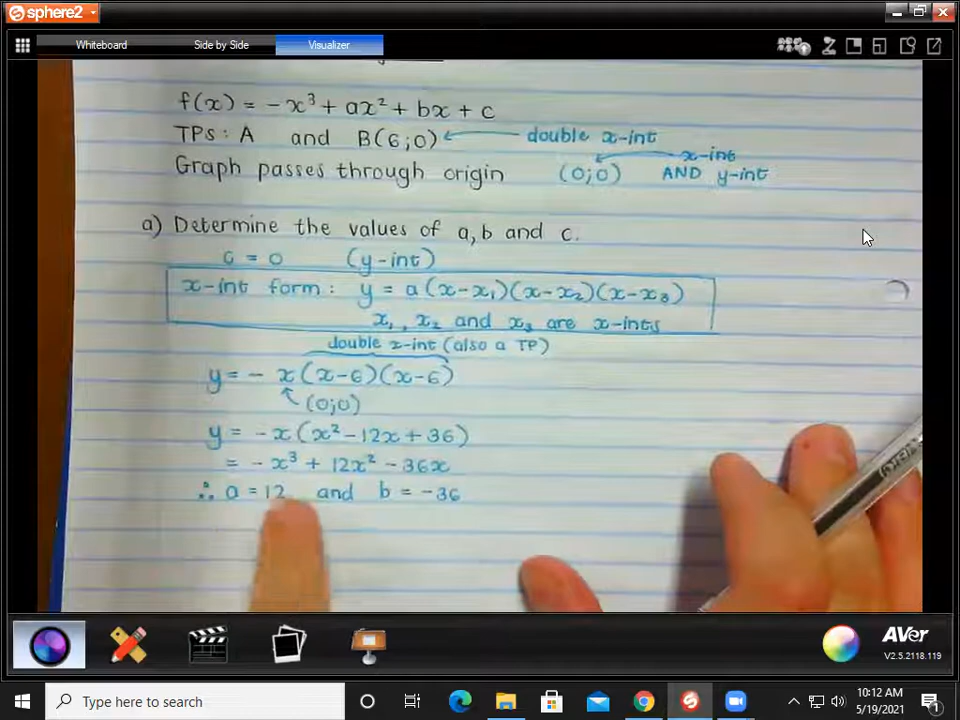 sphere2
Whiteboard
Side by Side
Visualizer
f(x) = -x³ + ax² + bx + c
TPs: A and B(6;0) double x-int
x-int
Graph passes through origin (0;0) AND y-int
a) Determine the values of a, b and c.
c = 0 (y-int)
x-int form: y = a(x-x₁)(x-x₂)(x-x₃)
x₁, x₂ and x₃ are x-ints
double x-int (also a TP)
y = - x(x-6)(x-6)
(0;0)
y = -x(x²-12x+36)
= -x³ + 12x² -36x
∴ a = 12 and b = -36
AVer
V2.5.2118.119
Type here to search
10:12 AM
5/19/2021
1